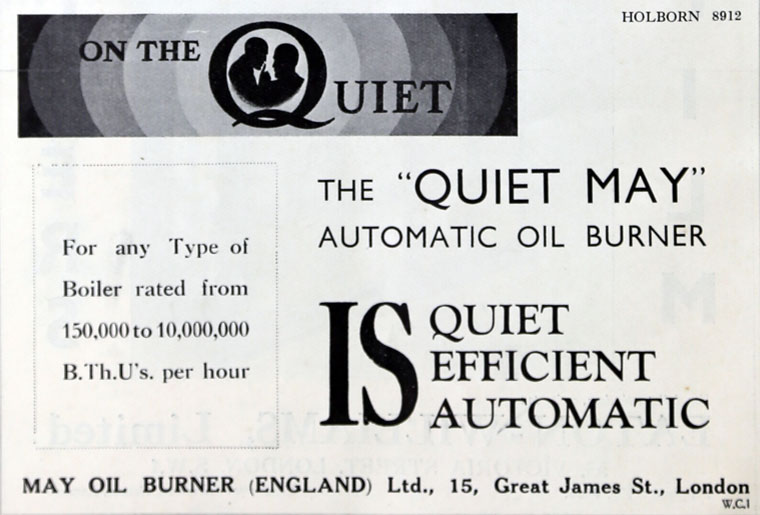 HOLBORN 8912
ON THE QUIET
For any Type of
Boiler rated from
150,000 to 10,000,000
B.Th.U's. per hour
THE "QUIET MAY"
AUTOMATIC OIL BURNER
IS QUIET
EFFICIENT
AUTOMATIC
MAY OIL BURNER (ENGLAND) Ltd., 15, Great James St., London
W.C.1